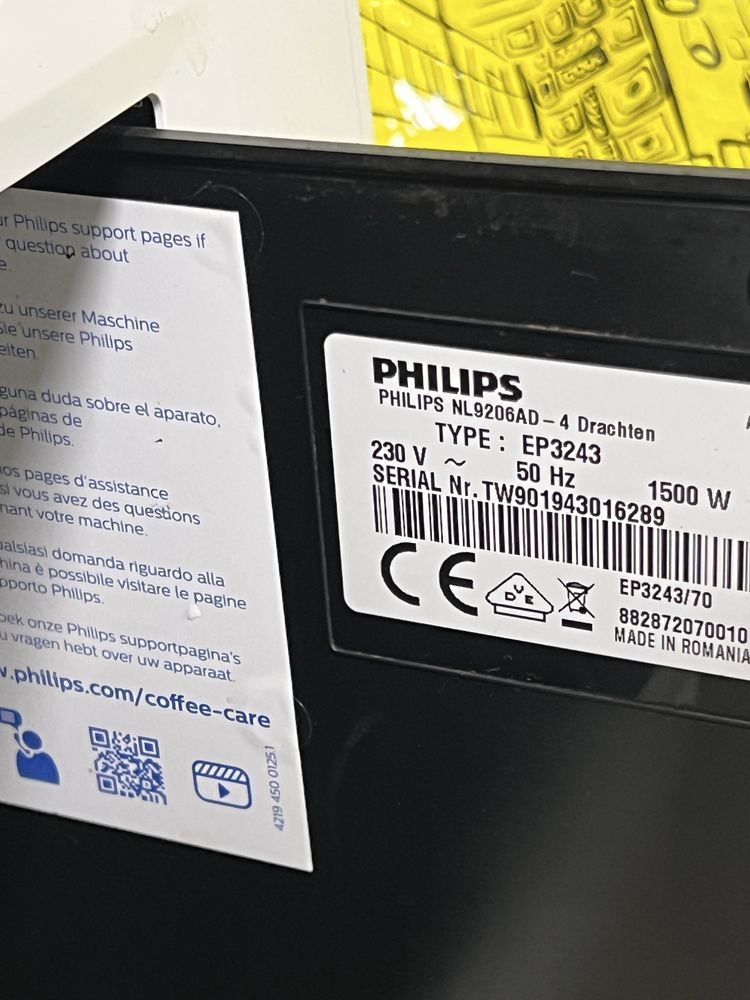 ur Philips support pages if
question about
e.
zu unserer Maschine
Sie unsere Philips
eiten.
guna duda sobre el aparato,
páginas de
de Philips.
os pages d'assistance
si vous avez des questions
nant votre machine.
ualsiasi domanda riguardo alla
hina è possibile visitare le pagine
pporto Philips.
oek onze Philips supportpagina's
u vragen hebt over uw apparaat.
w.philips.com/coffee-care
4219 450 01251
PHILIPS
PHILIPS NL9206AD-4 Drachten
TYPE : EP3243
230 V ~ 50 Hz 1500 W
SERIAL Nr. TW901943016289
CE
DVE
EP3243/70
882872070010
MADE IN ROMANIA